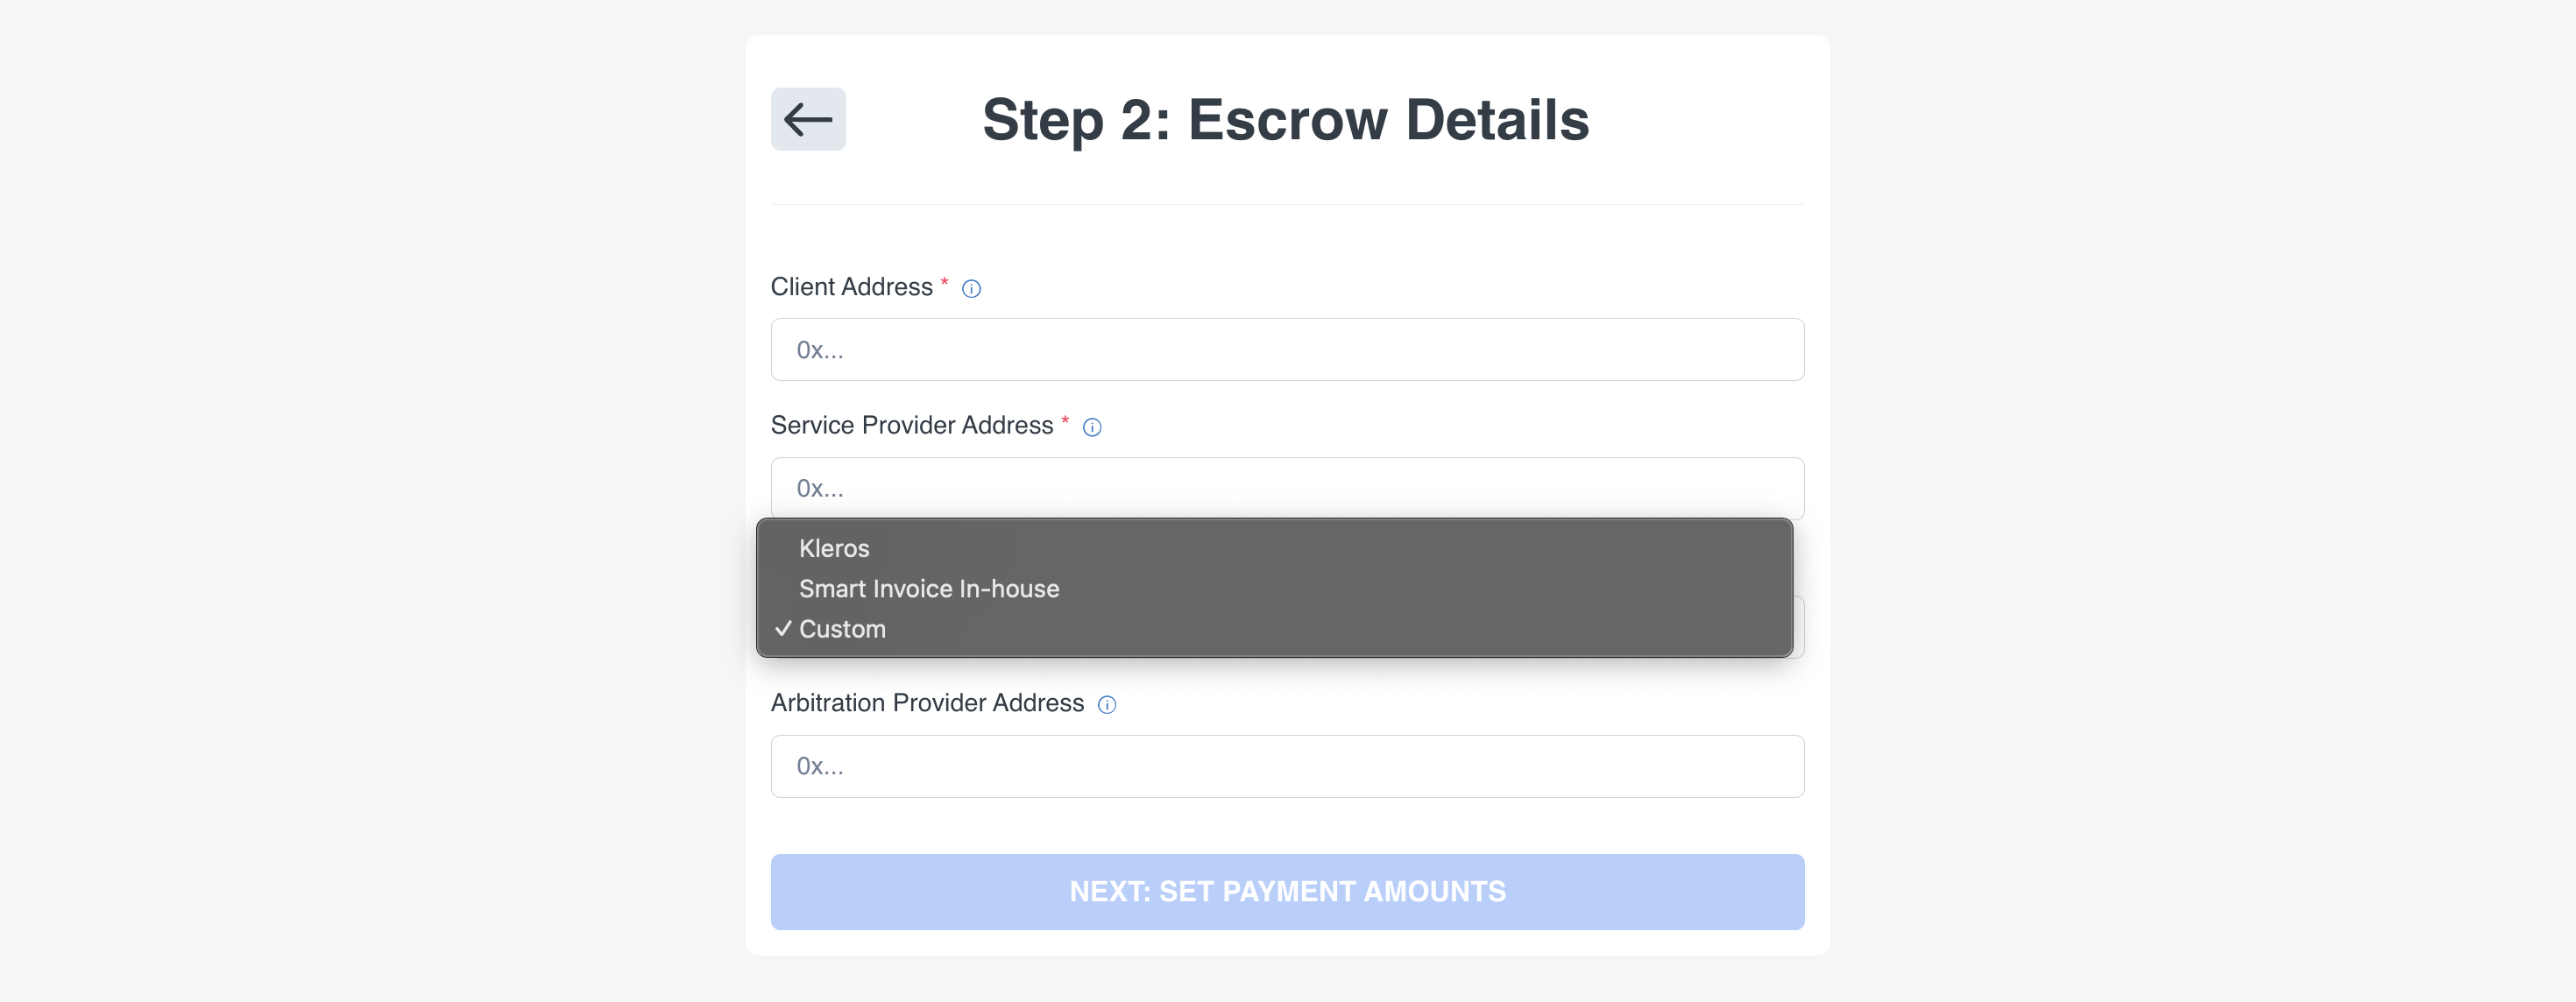 Step 2: Escrow Details
Client Address *
0x...
Service Provider Address *
0x...
Kleros
Smart Invoice In-house
✓ Custom
Arbitration Provider Address
0x...
NEXT: SET PAYMENT AMOUNTS